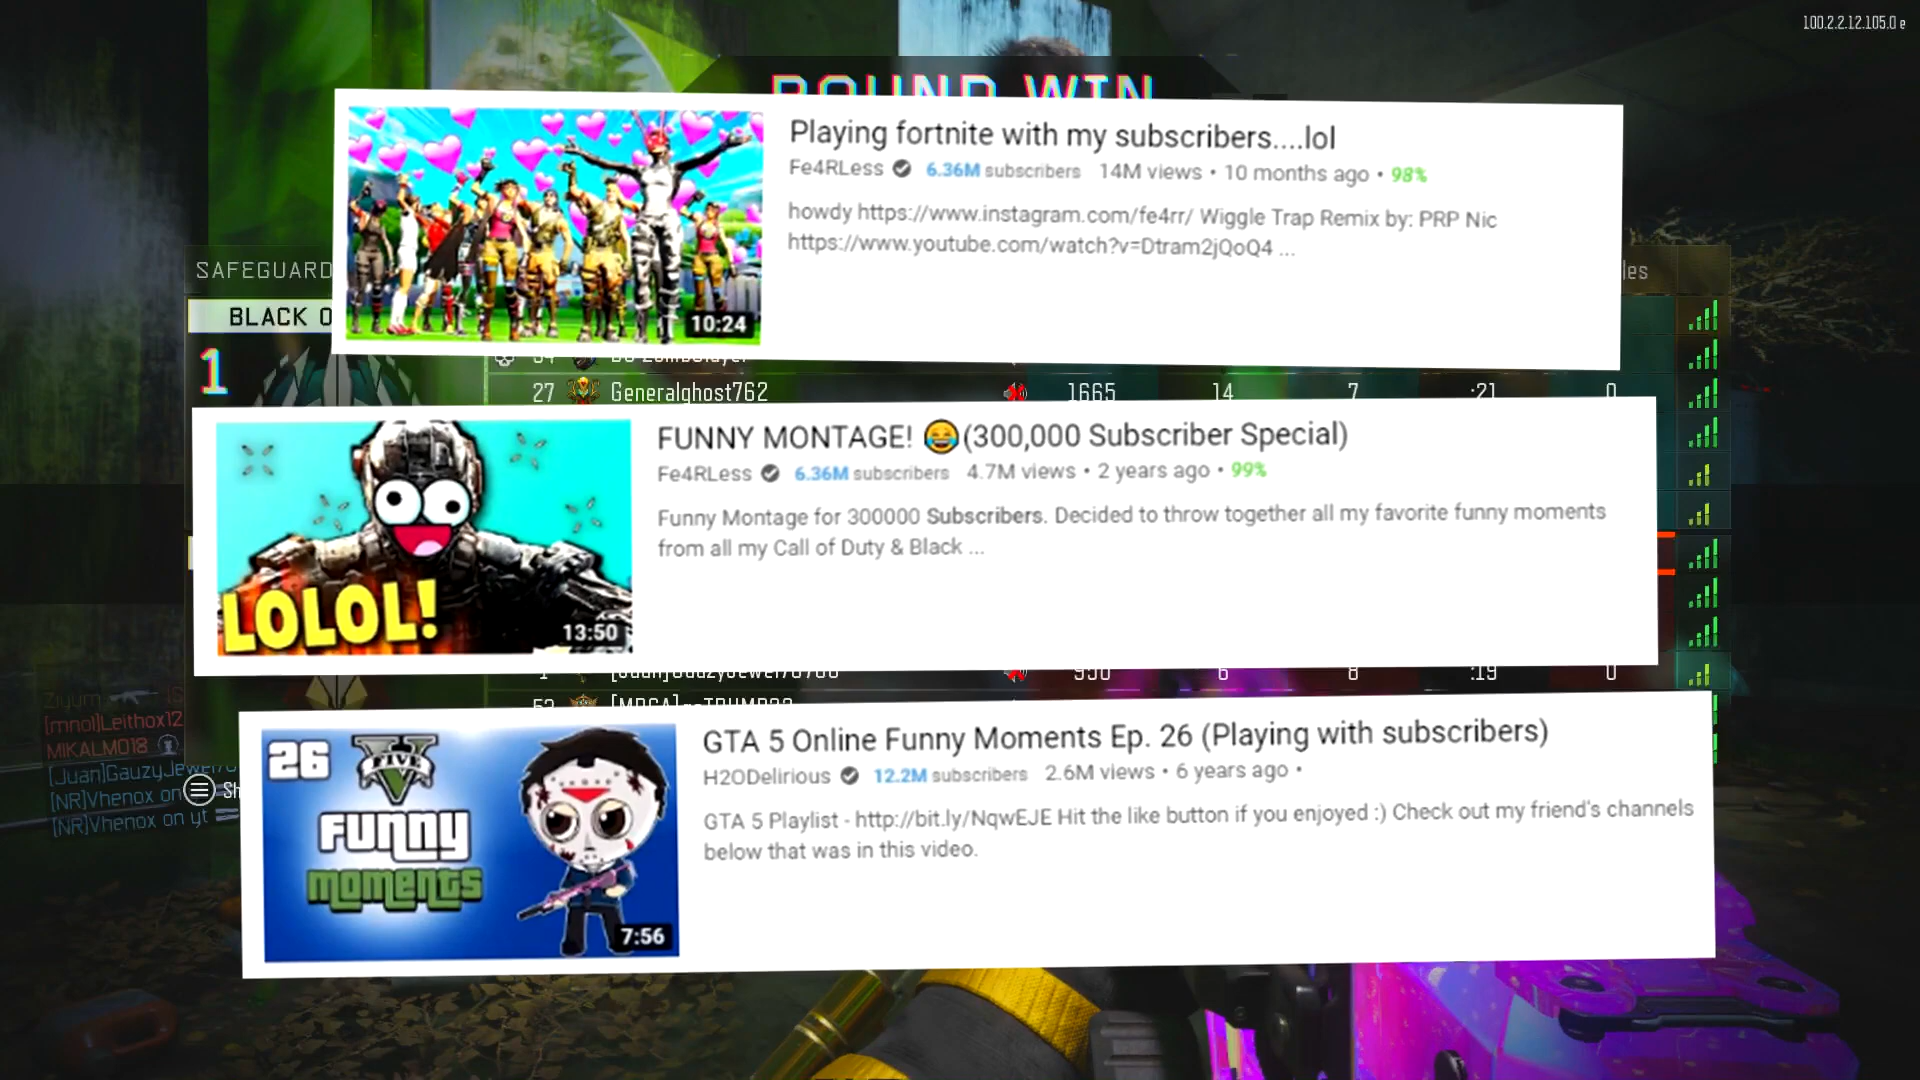 100.2.2.12.105.0 e
ROUND WIN
Playing fortnite with my subscribers....lol
Fe4RLess 6.36M subscribers 14M views • 10 months ago • 98%
howdy https://www.instagram.com/fe4rr/ Wiggle Trap Remix by: PRP Nic
https://www.youtube.com/watch?v=Dtram2jQoQ4 ...
10:24
SAFEGUARD
BLACK O
1
27 Generalghost762 1665 14 7 :21 0
FUNNY MONTAGE! 😂(300,000 Subscriber Special)
Fe4RLess 6.36M subscribers 4.7M views • 2 years ago • 99%
Funny Montage for 300000 Subscribers. Decided to throw together all my favorite funny moments
from all my Call of Duty & Black ...
LOLOL!
13:50
950 6 8 :19 0
[mnol]Leithox12
MIKALM018
[NR]Vhenox on
[NR]Vhenox on yt
Sh
GTA 5 Online Funny Moments Ep. 26 (Playing with subscribers)
H2ODelirious 12.2M subscribers 2.6M views • 6 years ago •
GTA 5 Playlist - http://bit.ly/NqwEJE Hit the like button if you enjoyed :) Check out my friend's channels
below that was in this video.
26
V
FIVE
FUNNY
MOMENTS
7:56